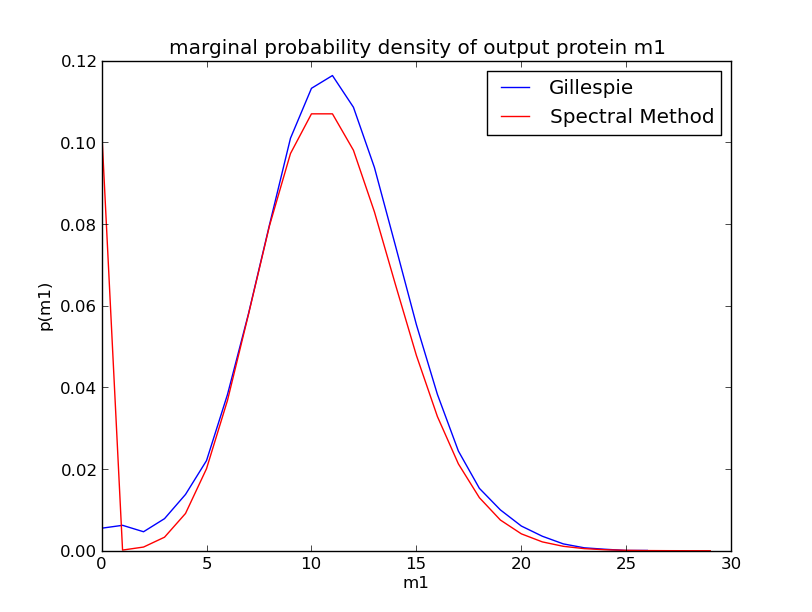 marginal probability density of output protein m1
Gillespie
Spectral Method
p(m1)
0.12
0.10
0.08
0.06
0.04
0.02
0.00
0 5 10 15 20 25 30
m1